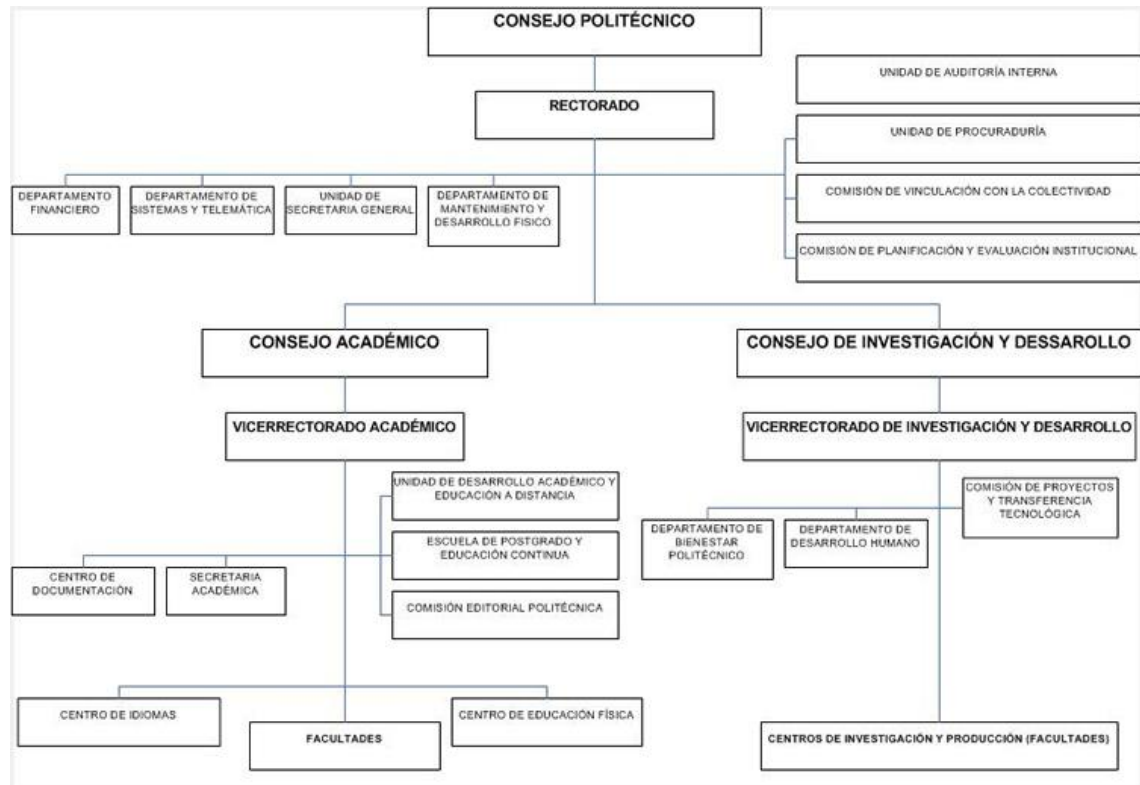 CONSEJO POLITÉCNICO
UNIDAD DE AUDITORÍA INTERNA
RECTORADO
UNIDAD DE PROCURADURÍA
DEPARTAMENTO
FINANCIERO
DEPARTAMENTO DE
SISTEMAS Y TELEMÁTICA
UNIDAD DE
SECRETARIA GENERAL
DEPARTAMENTO DE
MANTENIMIENTO Y
DESARROLLO FISICO
COMISIÓN DE VINCULACIÓN CON LA COLECTIVIDAD
COMISIÓN DE PLANIFICACIÓN Y EVALUACIÓN INSTITUCIONAL
CONSEJO ACADÉMICO
CONSEJO DE INVESTIGACIÓN Y DESSAROLLO
VICERRECTORADO ACADÉMICO
VICERRECTORADO DE INVESTIGACIÓN Y DESARROLLO
UNIDAD DE DESARROLLO ACADÉMICO Y
EDUCACIÓN A DISTANCIA
COMISIÓN DE PROYECTOS
Y TRANSFERENCIA
TECNOLÓGICA
ESCUELA DE POSTGRADO Y
EDUCACIÓN CONTINUA
DEPARTAMENTO DE
BIENESTAR
POLITÉCNICO
DEPARTAMENTO DE
DESARROLLO HUMANO
CENTRO DE
DOCUMENTACIÓN
SECRETARIA
ACADÉMICA
COMISIÓN EDITORIAL POLITÉCNICA
CENTRO DE IDIOMAS
FACULTADES
CENTRO DE EDUCACIÓN FÍSICA
CENTROS DE INVESTIGACIÓN Y PRODUCCIÓN (FACULTADES)